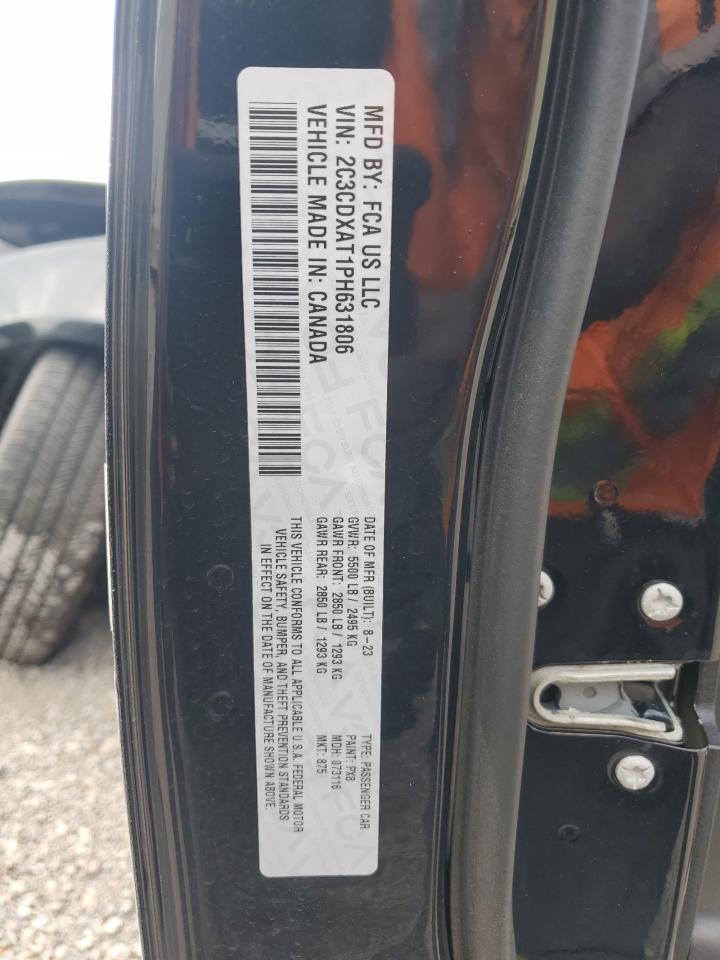 MFD BY: FCA US LLC
VIN: 2C3CDXAT1PH631806
VEHICLE MADE IN: CANADA
DATE OF MFR (BUILT): 8-23
GVWR: 5500 LB / 2495 KG
GAWR FRONT: 2850 LB / 1293 KG
GAWR REAR: 2850 LB / 1293 KG
TYPE: PASSENGER CAR
PAINT: PX8
MDH: 073116
MKT: 875
THIS VEHICLE CONFORMS TO ALL APPLICABLE U.S.A. FEDERAL MOTOR
VEHICLE SAFETY, BUMPER, AND THEFT PREVENTION STANDARDS
IN EFFECT ON THE DATE OF MANUFACTURE SHOWN ABOVE.